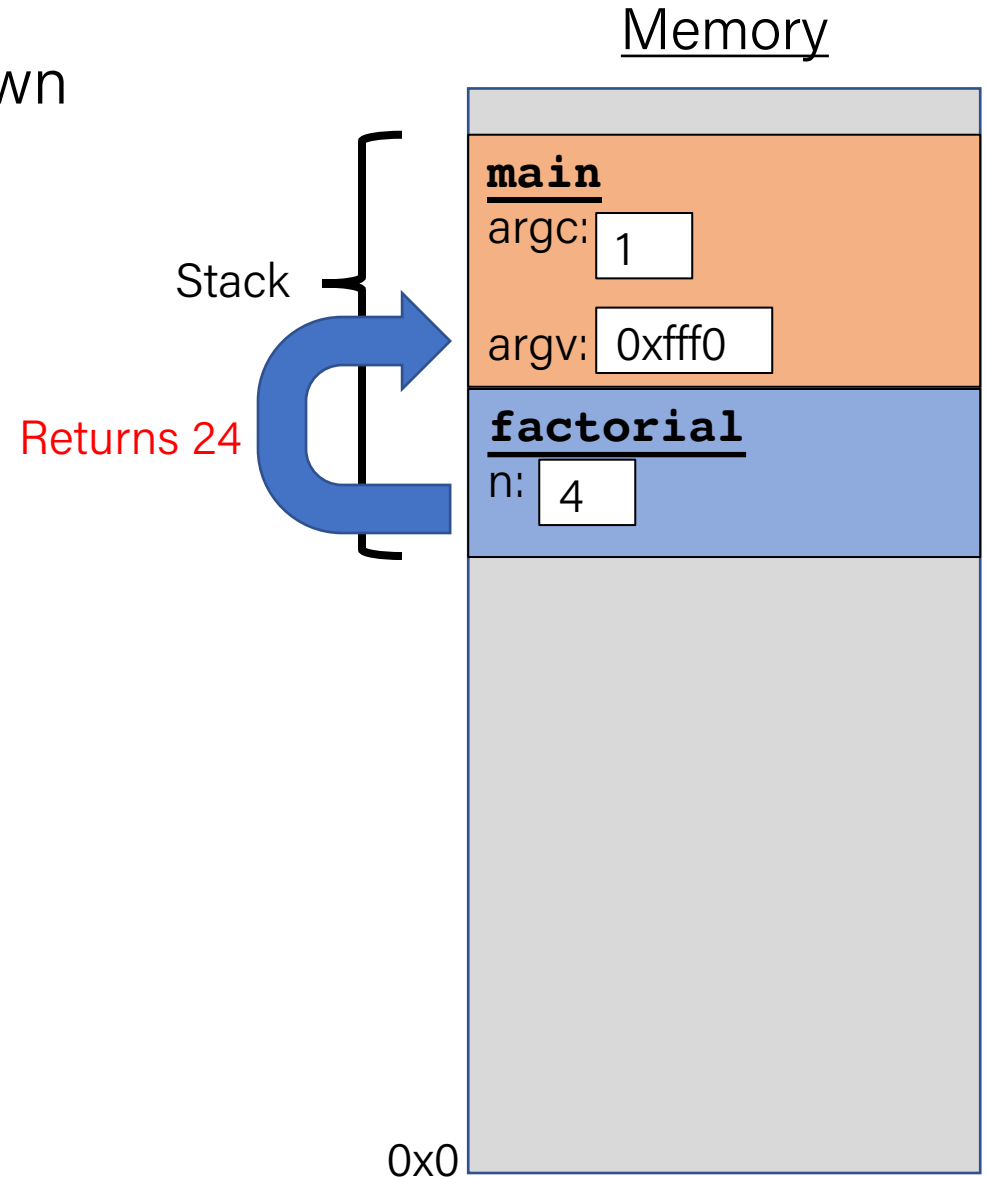 Memory
wn
main
argc: 1
Stack
argv: 0xfff0
Returns 24
factorial
n: 4
0x0